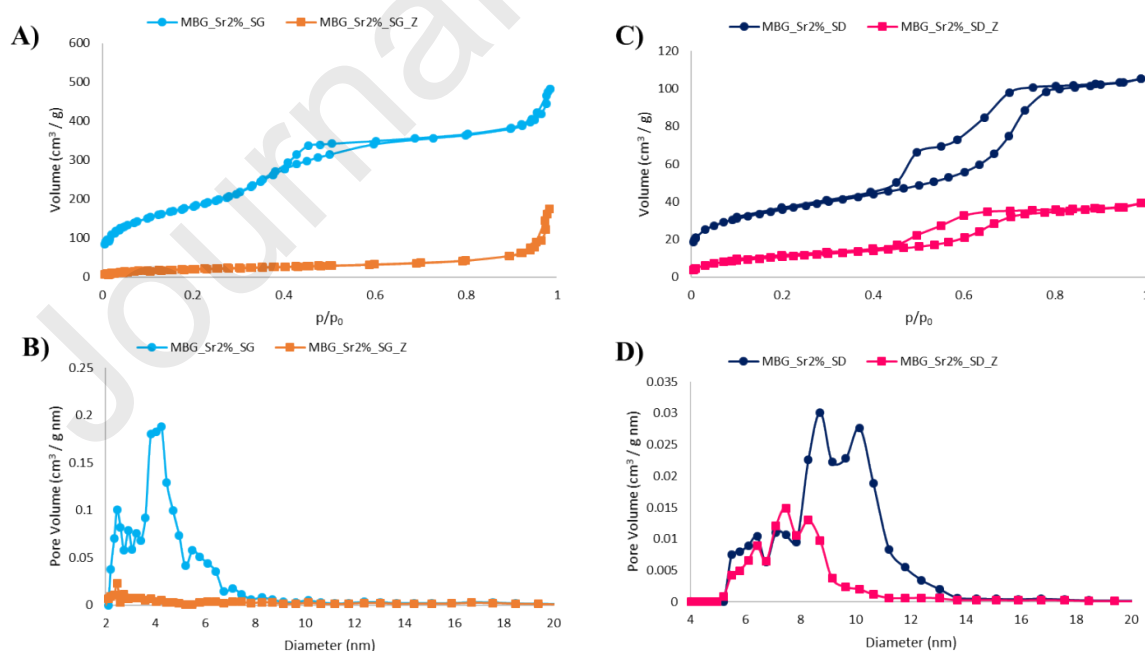 A)
MBG_Sr2%_SG
MBG_Sr2%_SG_Z
Volume (cm³ / g)
600
500
400
300
200
100
0
0
0.2
0.4
0.6
0.8
1
p/p₀
C)
MBG_Sr2%_SD
MBG_Sr2%_SD_Z
Volume (cm³ / g)
120
100
80
60
40
20
0
0
0.2
0.4
0.6
0.8
1
p/p₀
B)
MBG_Sr2%_SG
MBG_Sr2%_SG_Z
Pore Volume (cm³ / g nm)
0.25
0.2
0.15
0.1
0.05
0
2
4
6
8
10
12
14
16
18
20
Diameter (nm)
D)
MBG_Sr2%_SD
MBG_Sr2%_SD_Z
Pore Volume (cm³ / g nm)
0.035
0.03
0.025
0.02
0.015
0.01
0.005
0
4
6
8
10
12
14
16
18
20
Diameter (nm)
Journal